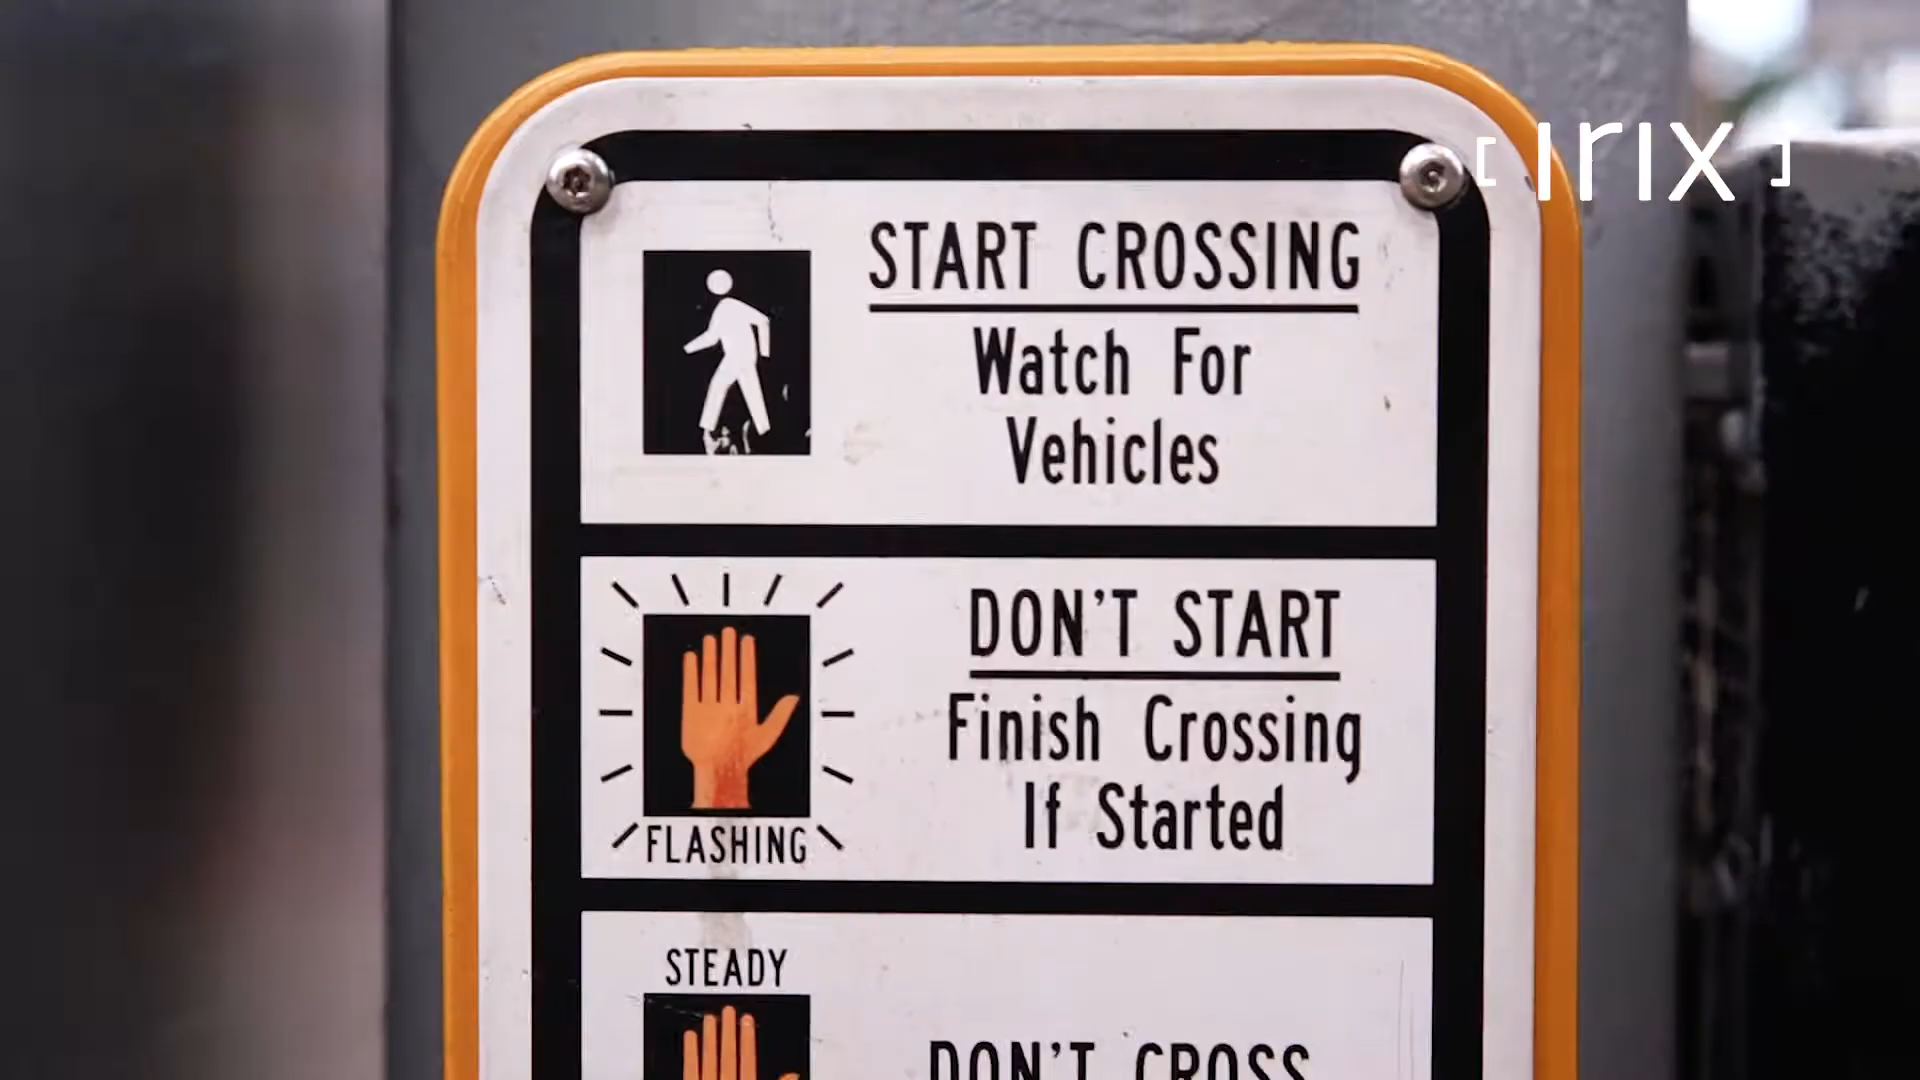 [ irix ]
START CROSSING
Watch For
Vehicles
DON'T START
Finish Crossing
If Started
FLASHING
STEADY
DON'T CROSS